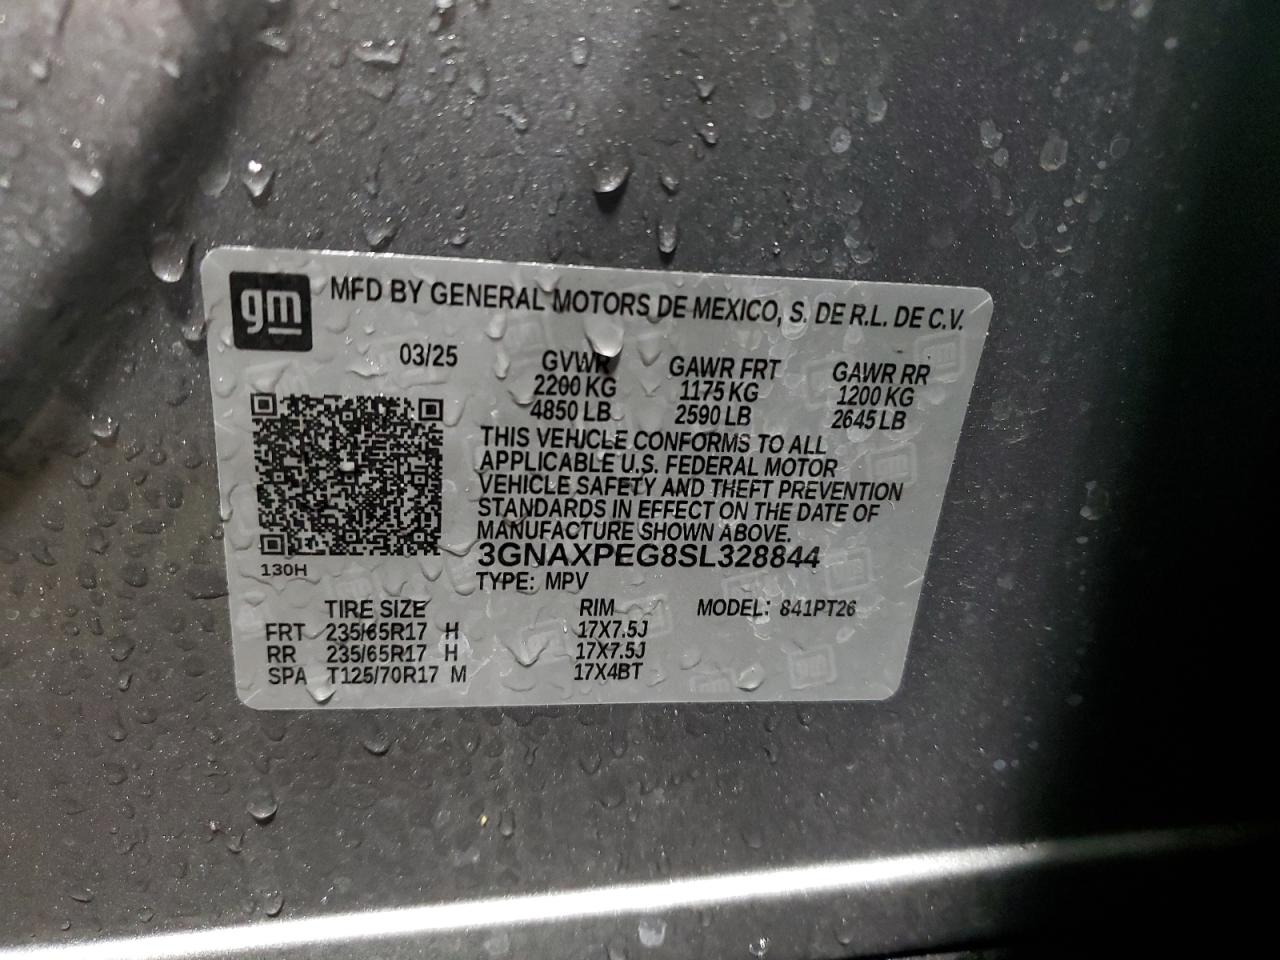 gm
MFD BY GENERAL MOTORS DE MEXICO, S. DE R.L. DE C.V.
03/25 GVWR GAWR FRT GAWR RR
2200 KG 1175 KG 1200 KG
4850 LB 2590 LB 2645 LB
THIS VEHICLE CONFORMS TO ALL
APPLICABLE U.S. FEDERAL MOTOR
VEHICLE SAFETY AND THEFT PREVENTION
STANDARDS IN EFFECT ON THE DATE OF
MANUFACTURE SHOWN ABOVE.
3GNAXPEG8SL328844
130H
TYPE: MPV
TIRE SIZE RIM MODEL: 841PT26
FRT 235/65R17 H 17X7.5J
RR 235/65R17 H 17X7.5J
SPA T125/70R17 M 17X4BT